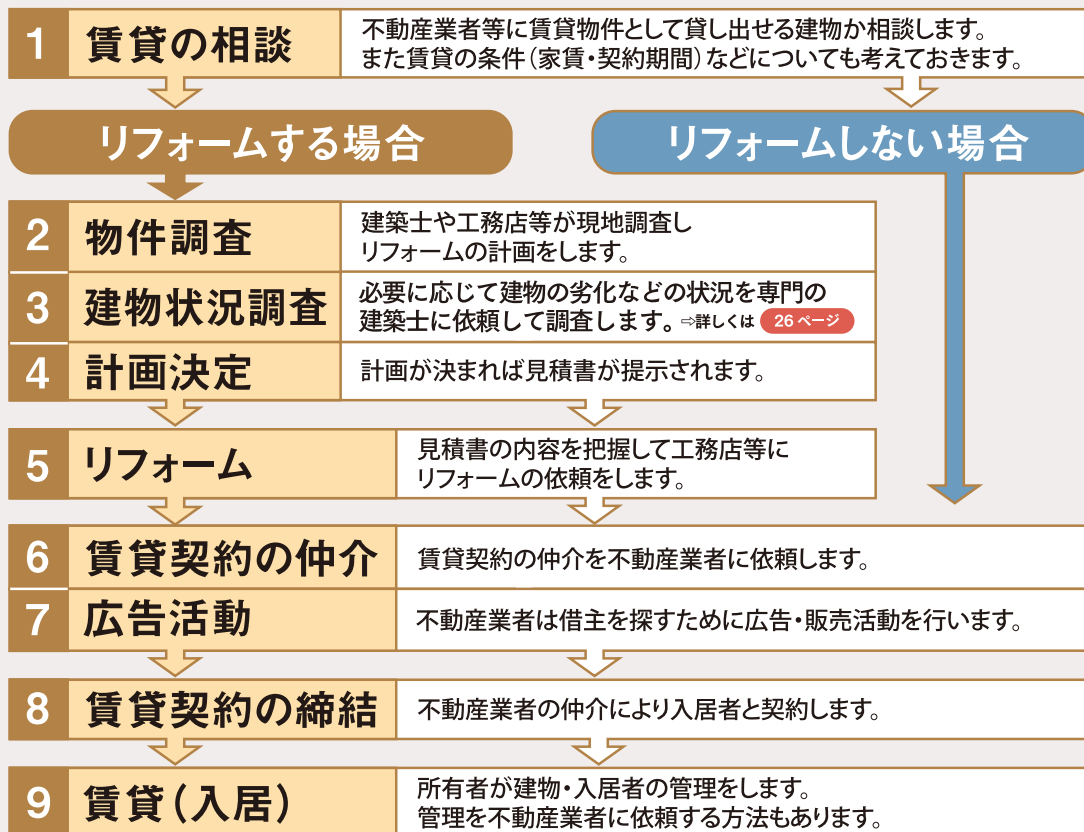 1 賃貸の相談
不動産業者等に賃貸物件として貸し出せる建物か相談します。
また賃貸の条件(家賃・契約期間)などについても考えておきます。
リフォームする場合
リフォームしない場合
2 物件調査
建築士や工務店等が現地調査し
リフォームの計画をします。
3 建物状況調査
必要に応じて建物の劣化などの状況を専門の
建築士に依頼して調査します。⇨詳しくは 26ページ
4 計画決定
計画が決まれば見積書が提示されます。
5 リフォーム
見積書の内容を把握して工務店等に
リフォームの依頼をします。
6 賃貸契約の仲介
賃貸契約の仲介を不動産業者に依頼します。
7 広告活動
不動産業者は借主を探すために広告・販売活動を行います。
8 賃貸契約の締結
不動産業者の仲介により入居者と契約します。
9 賃貸(入居)
所有者が建物・入居者の管理をします。
管理を不動産業者に依頼する方法もあります。